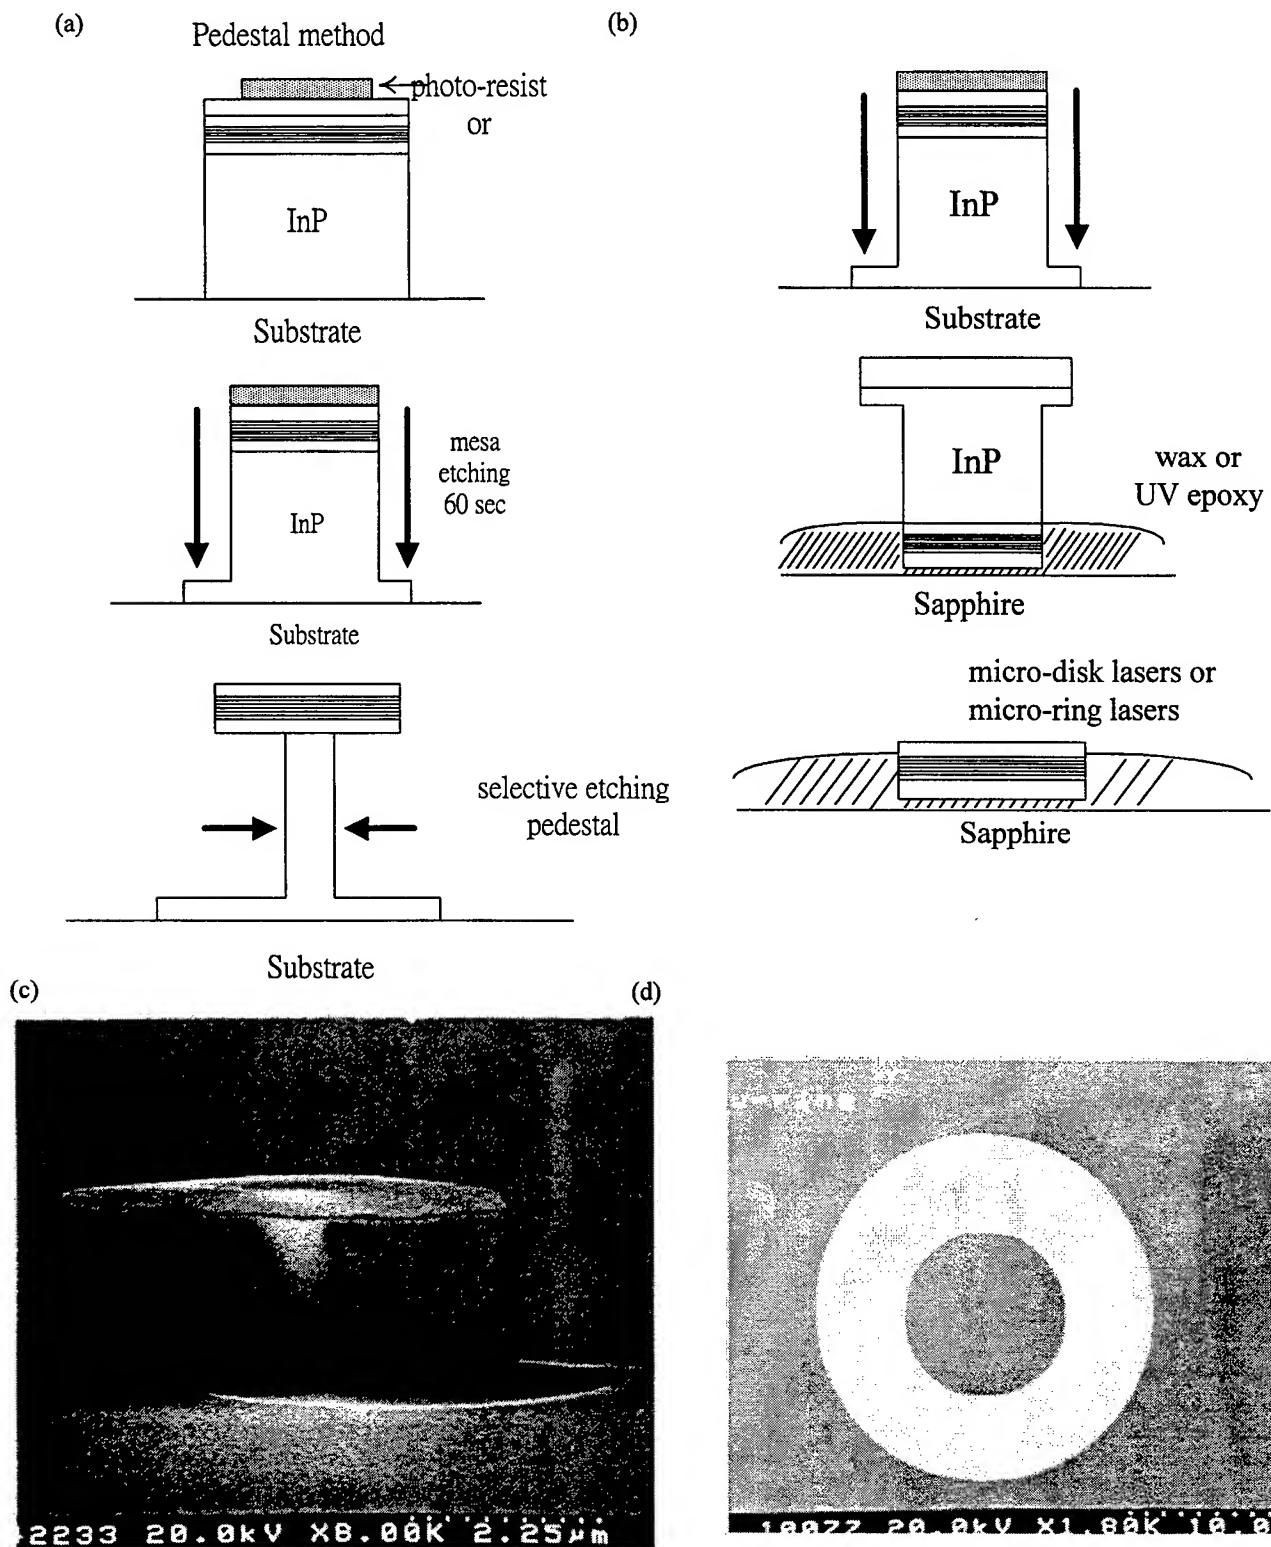 (a)
Pedestal method
photo-resist
or
InP
Substrate
mesa
etching
60 sec
InP
Substrate
selective etching
pedestal
Substrate
(b)
InP
Substrate
InP
wax or
UV epoxy
Sapphire
micro-disk lasers or
micro-ring lasers
Sapphire
(c)
2233 20.0kV X8.00K 2.25µm
(d)
20.0kV X1.80K 10.0